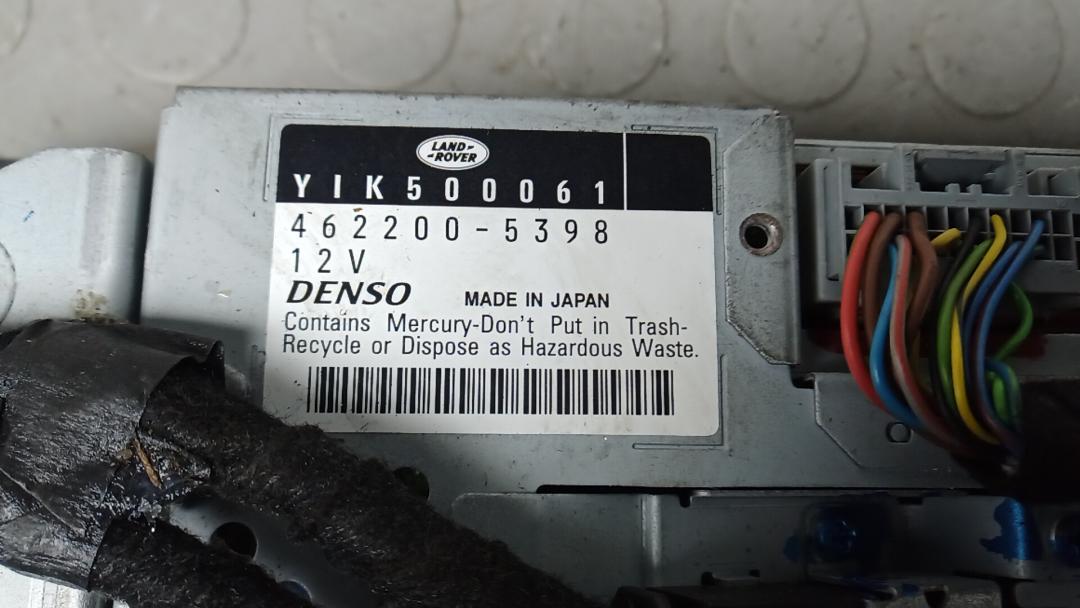 LAND-
-ROVER
YIK500061
462200-5398
12V
DENSO MADE IN JAPAN
Contains Mercury-Don't Put in Trash-
Recycle or Dispose as Hazardous Waste.